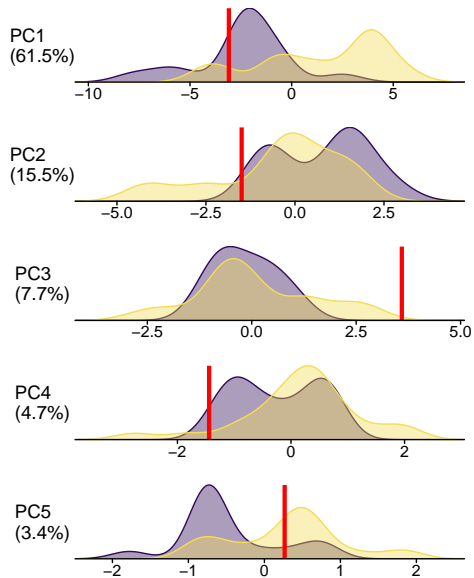 PC1
(61.5%)
−10 −5 0 5
PC2
(15.5%)
−5.0 −2.5 0.0 2.5
PC3
(7.7%)
−2.5 0.0 2.5 5.0
PC4
(4.7%)
−2 0 2
PC5
(3.4%)
−2 −1 0 1 2